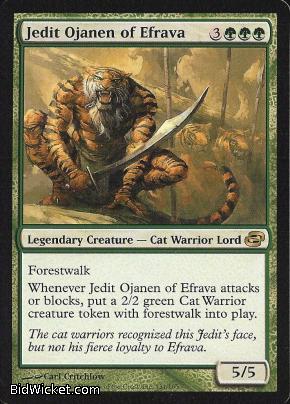 Jedit Ojanen of Efrava 3
Legendary Creature — Cat Warrior Lord
Forestwalk
Whenever Jedit Ojanen of Efrava attacks
or blocks, put a 2/2 green Cat Warrior
creature token with forestwalk into play.
The cat warriors recognized this Jedit's face,
but not his fierce loyalty to Efrava.
Carl Critchlow
5/5
BidWicket.com